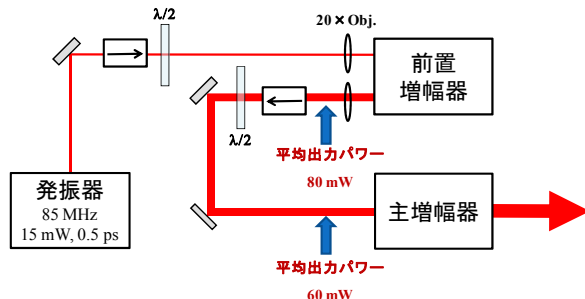 λ/2
20×Obj.
前置
増幅器
λ/2
平均出力パワー
80 mW
発振器
85 MHz
15 mW, 0.5 ps
主増幅器
平均出力パワー
60 mW